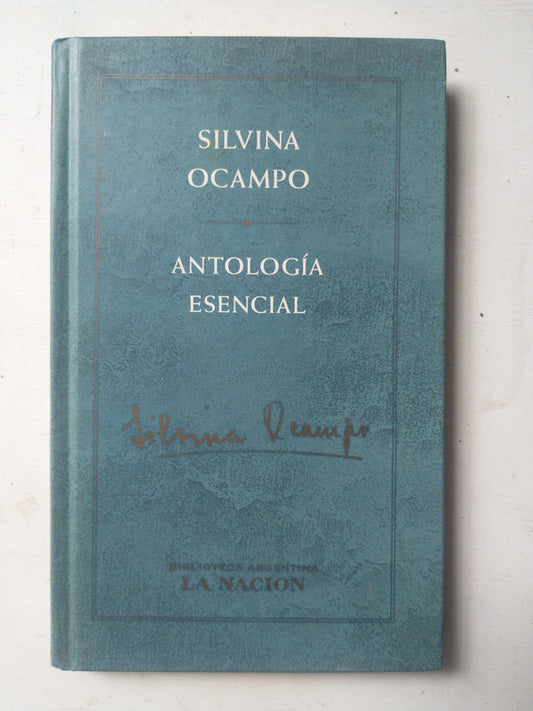 SILVINA
OCAMPO
ANTOLOGÍA
ESENCIAL
Silvina Ocampo
BIBLIOTECA ARGENTINA
LA NACION